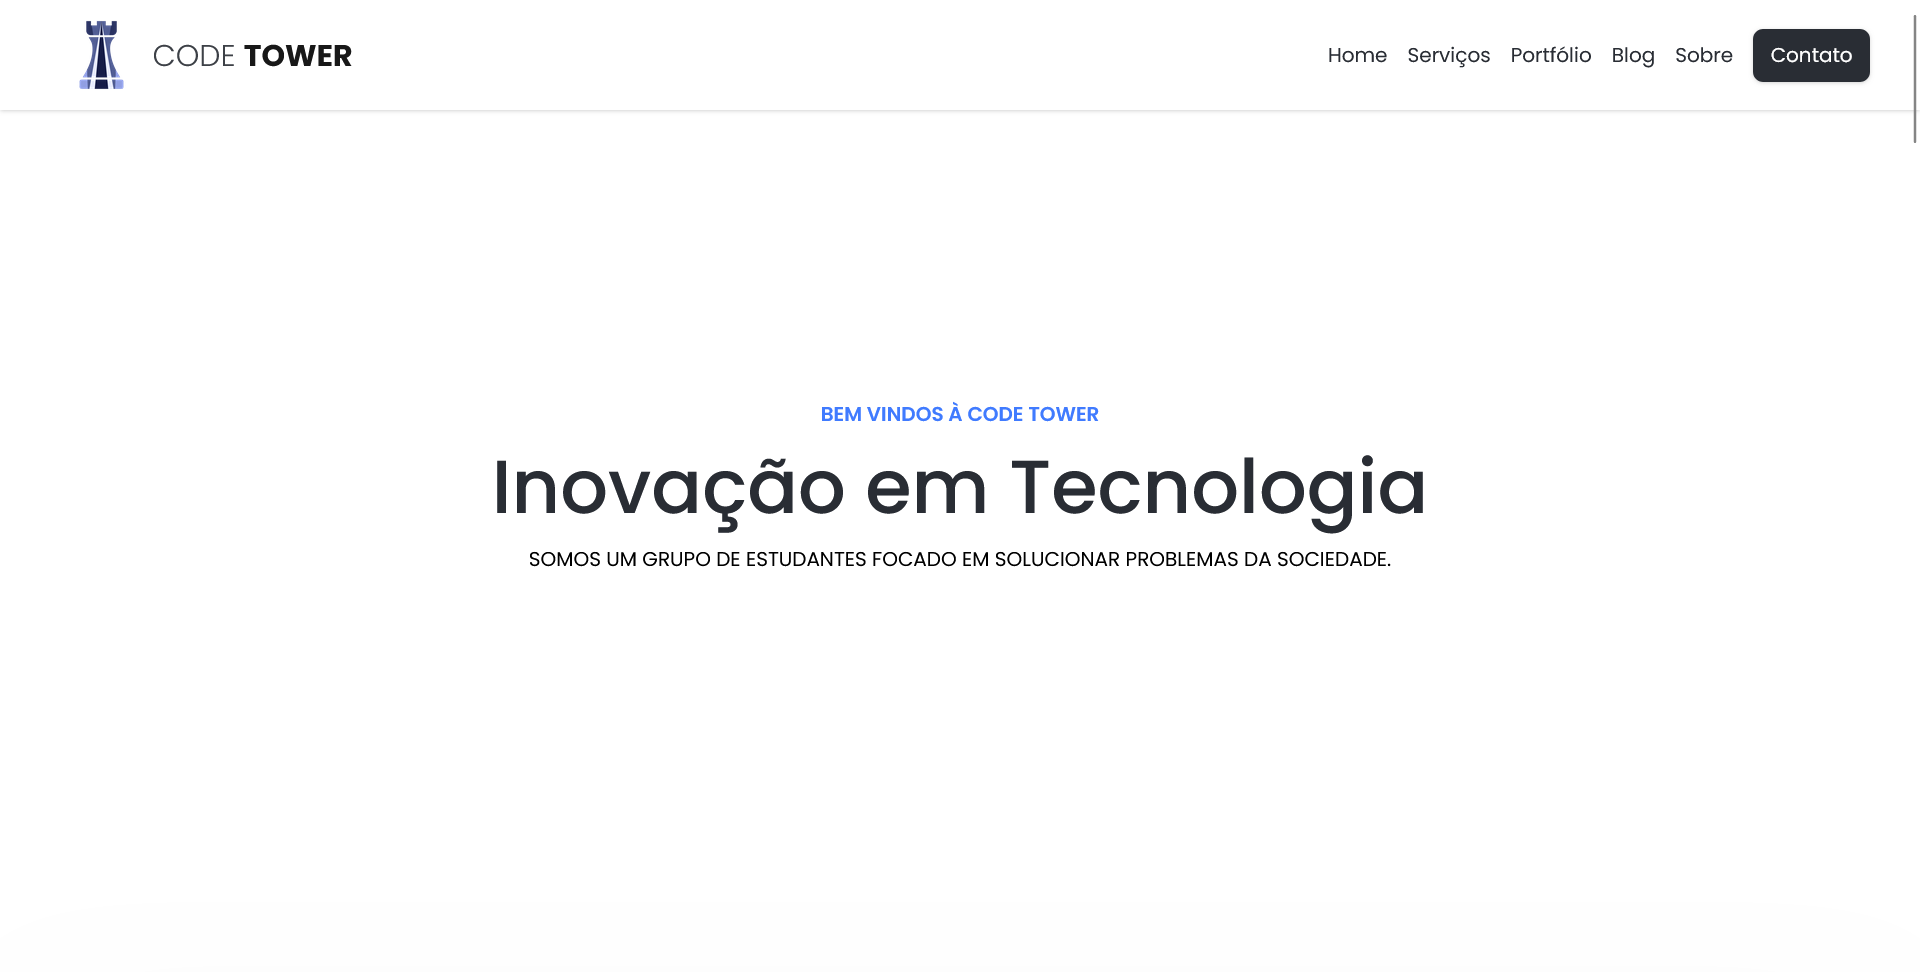 CODE TOWER
Home Serviços Portfólio Blog Sobre Contato
BEM VINDOS À CODE TOWER
Inovação em Tecnologia
SOMOS UM GRUPO DE ESTUDANTES FOCADO EM SOLUCIONAR PROBLEMAS DA SOCIEDADE.